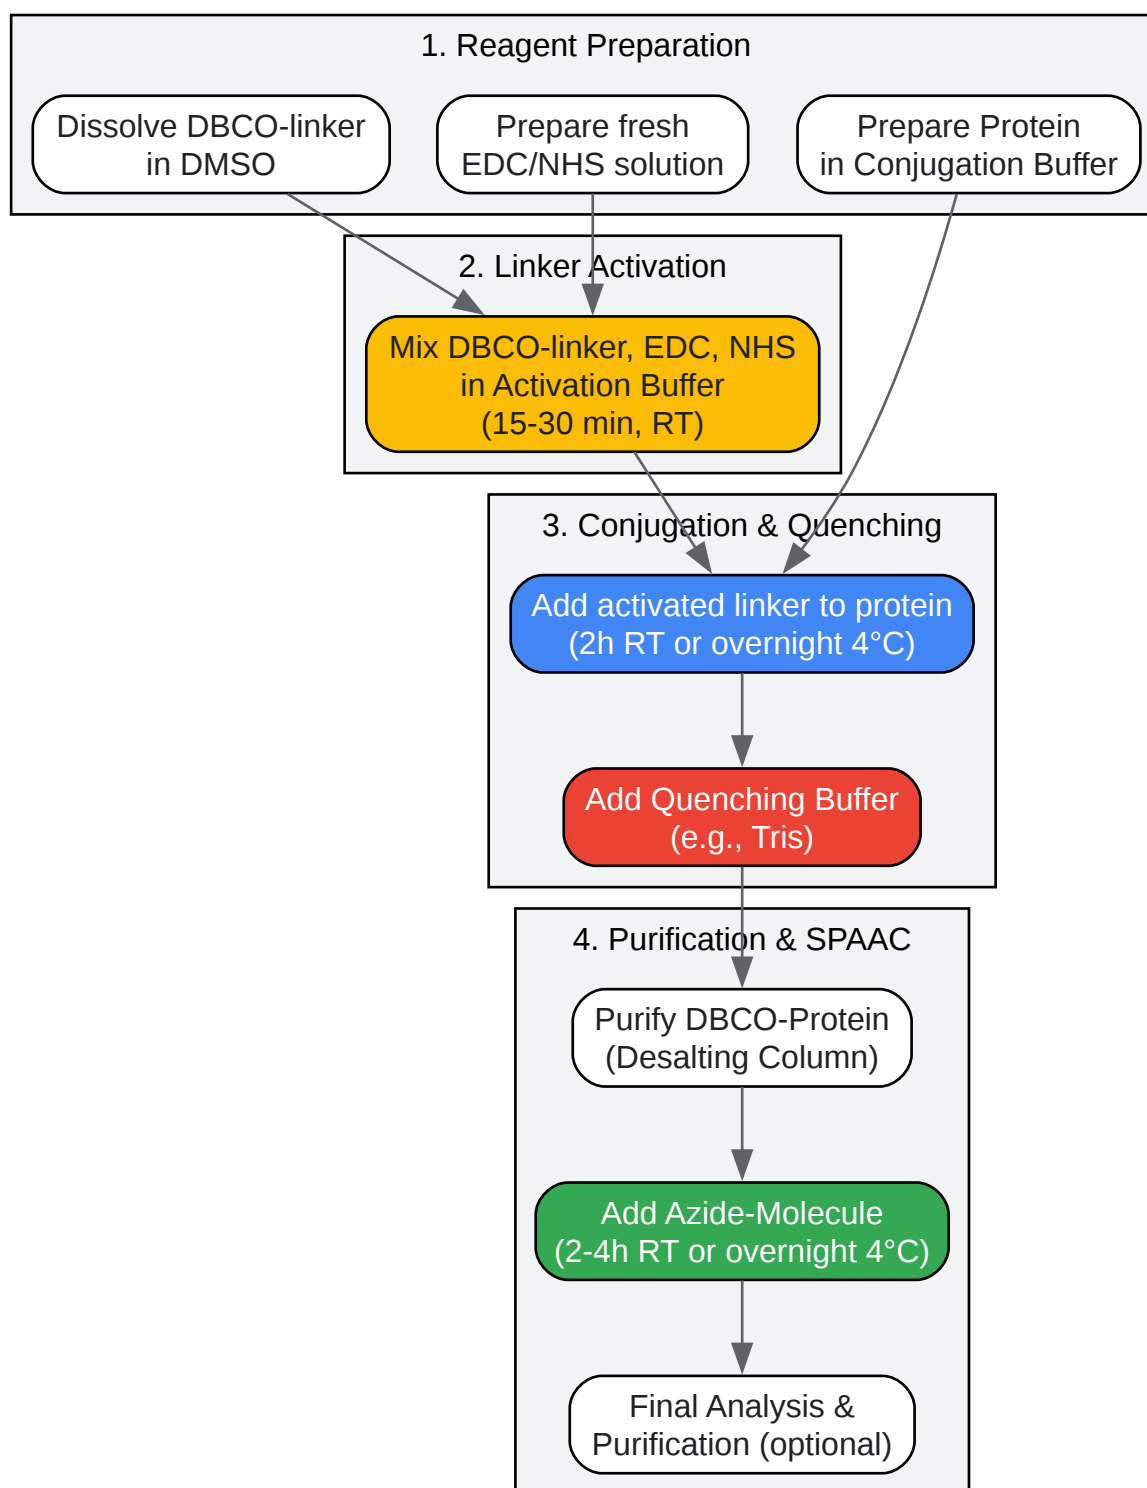 1. Reagent Preparation
Dissolve DBCO-linker
in DMSO
Prepare fresh
EDC/NHS solution
Prepare Protein
in Conjugation Buffer
2. Linker Activation
Mix DBCO-linker, EDC, NHS
in Activation Buffer
(15-30 min, RT)
3. Conjugation & Quenching
Add activated linker to protein
(2h RT or overnight 4°C)
Add Quenching Buffer
(e.g., Tris)
4. Purification & SPAAC
Purify DBCO-Protein
(Desalting Column)
Add Azide-Molecule
(2-4h RT or overnight 4°C)
Final Analysis &
Purification (optional)